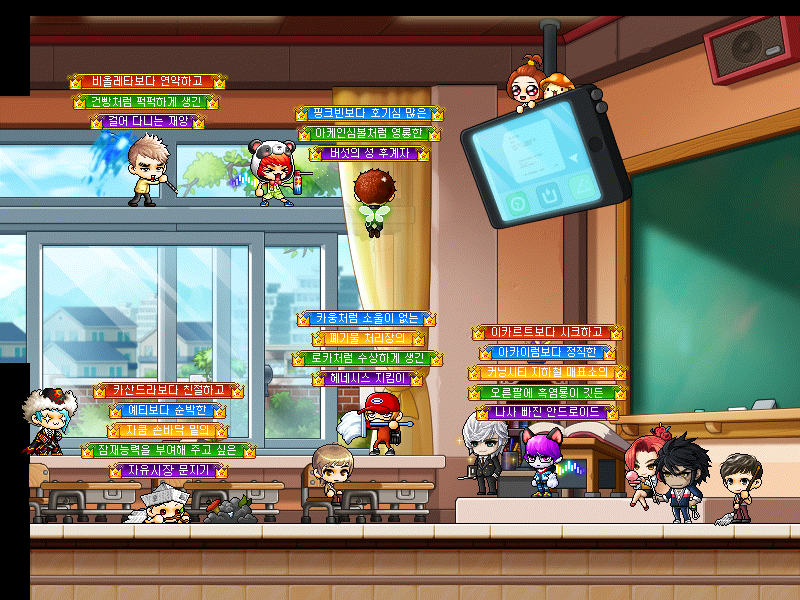 비올레타보다 연약하고
건빵처럼 퍽퍽하게 생긴
걸어 다니는 재앙
핑크빈보다 호기심 많은
아케인심볼처럼 영롱한
버섯의 성 후계자
카웅처럼 소울이 없는
폐기물 처리장의
로카처럼 수상하게 생긴
헤네시스 지킴이
이카르트보다 시크하고
아카이럼보다 정직한
커닝시티 지하철 매표소의
오른팔에 흑염룡이 깃든
나사 빠진 안드로이드
카산드라보다 친절하고
예티보다 순박한
자쿰 손바닥 밑의
잠재능력을 부여해 주고 싶은
자유시장 문지기